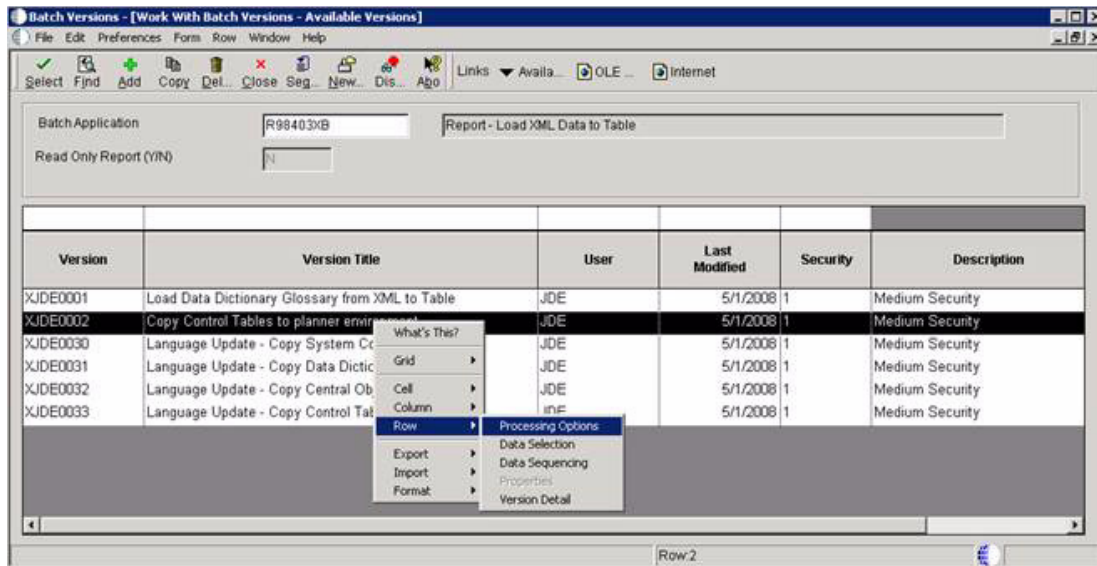 Batch Versions - [Work With Batch Versions - Available Versions]
File Edit Preferences Form Row Window Help
Select Find Add Copy Del... Close Seq... New... Dis... Abo Links Availa... OLE ... Internet
Batch Application R98403XB Report - Load XML Data to Table
Read Only Report (Y/N) N
Version Version Title User Last Modified Security Description
XJDE0001 Load Data Dictionary Glossary from XML to Table JDE 5/1/2008 1 Medium Security
XJDE0002 Copy Control Tables to planner JDE 5/1/2008 1 Medium Security
XJDE0030 Language Update - Copy System JDE 5/1/2008 1 Medium Security
XJDE0031 Language Update - Copy Data JDE 5/1/2008 1 Medium Security
XJDE0032 Language Update - Copy Central JDE 5/1/2008 1 Medium Security
XJDE0033 Language Update - Copy Control JDE 5/1/2008 1 Medium Security
What's This?
Grid
Cell
Column
Row
Export
Import
Format
Processing Options
Data Selection
Data Sequencing
Properties
Version Detail
Row:2